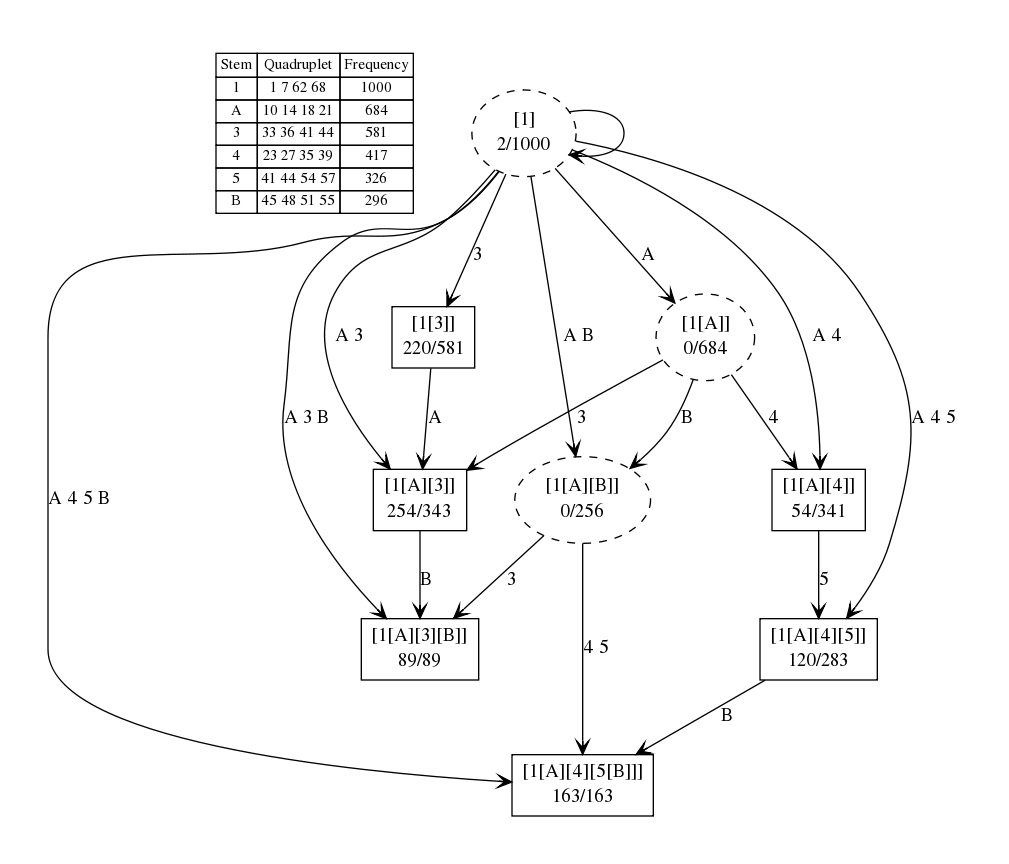 Stem Quadruplet Frequency
1 1 7 62 68 1000
A 10 14 18 21 684
3 33 36 41 44 581
4 23 27 35 39 417
5 41 44 54 57 326
B 45 48 51 55 296
[1]
2/1000
3
A
[1[3]]
220/581
A 3
A B
[1[A]]
0/684
A 4
A 3 B
A
3
B
4
A 4 5
A 4 5 B
[1[A][3]]
254/343
[1[A][B]]
0/256
[1[A][4]]
54/341
B
3
5
[1[A][3][B]]
89/89
4 5
[1[A][4][5]]
120/283
B
[1[A][4][5[B]]]
163/163